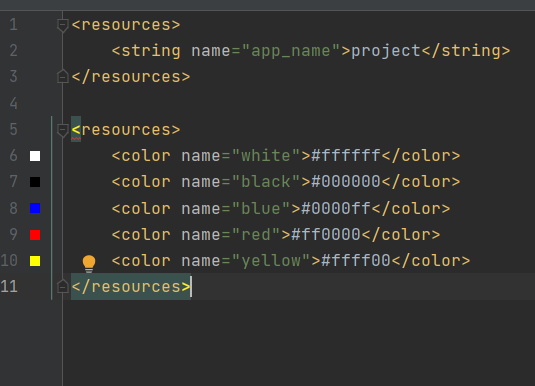 1 <resources>
2     <string name="app_name">project</string>
3 </resources>
4
5 <resources>
6     <color name="white">#ffffff</color>
7     <color name="black">#000000</color>
8     <color name="blue">#0000ff</color>
9     <color name="red">#ff0000</color>
10     <color name="yellow">#ffff00</color>
11 </resources>